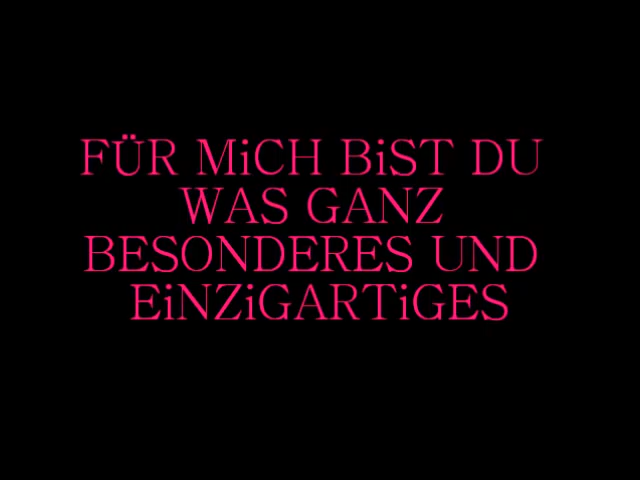 FÜR MiCH BiST DU
WAS GANZ
BESONDERES UND
EiNZiGARTiGES